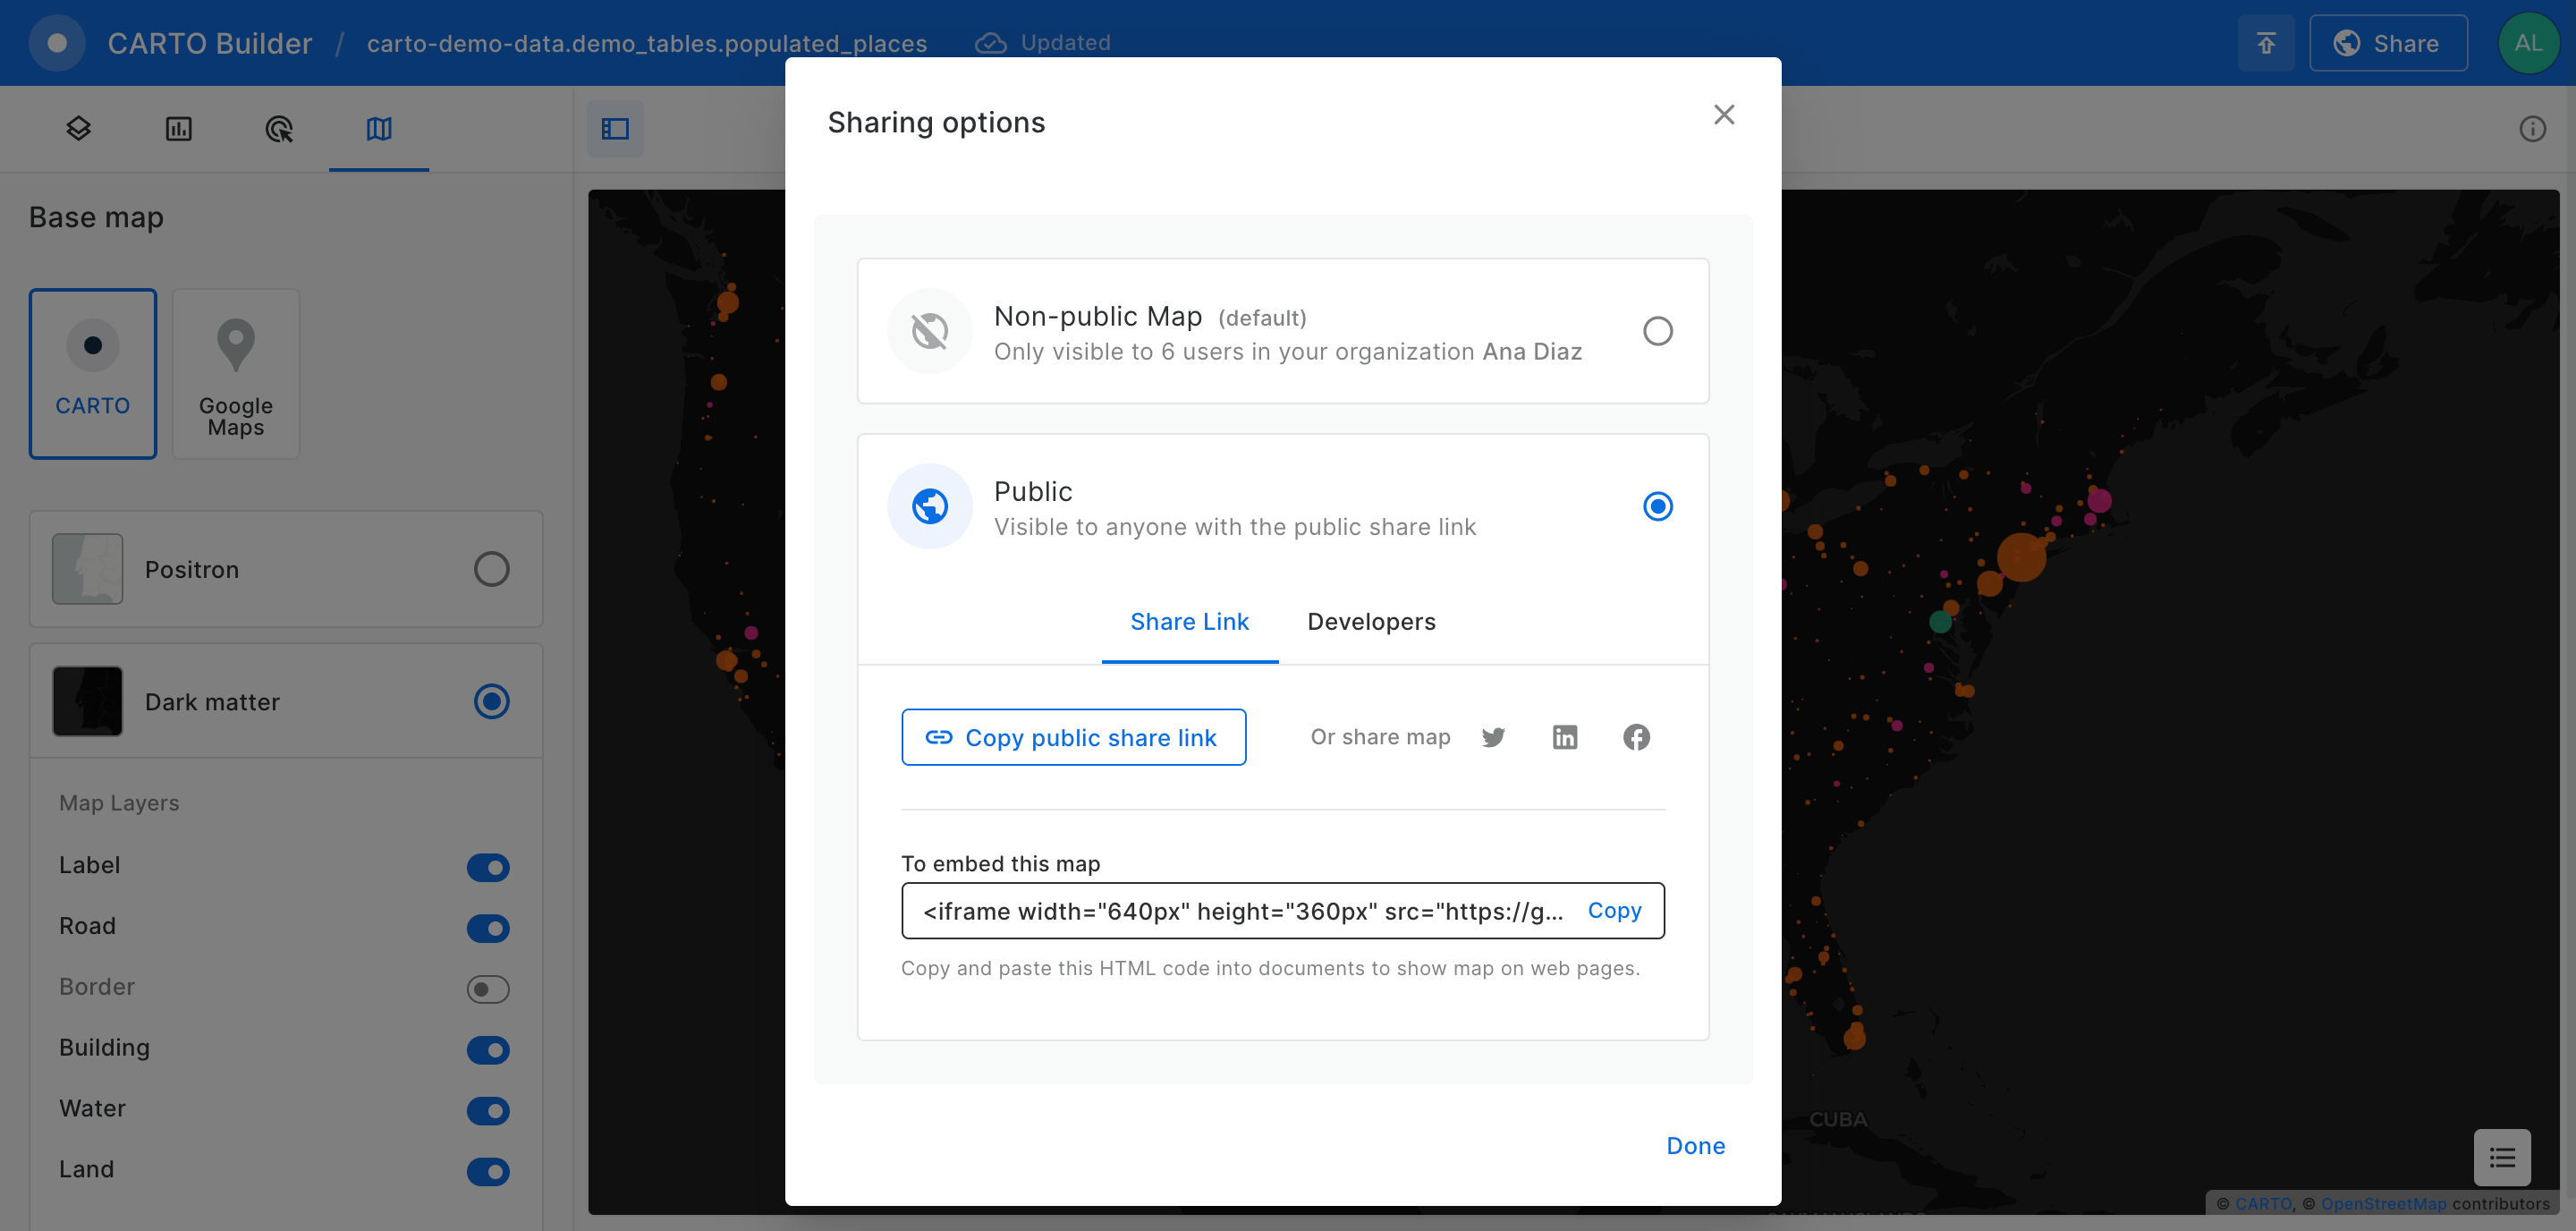 CARTO Builder / carto-demo-data.demo_tables.populated_places Updated
Share
AL
Base map
CARTO
Google
Maps
Positron
Dark matter
Map Layers
Label
Road
Border
Building
Water
Land
Sharing options
Non-public Map (default)
Only visible to 6 users in your organization Ana Diaz
Public
Visible to anyone with the public share link
Share Link Developers
Copy public share link Or share map
To embed this map
<iframe width="640px" height="360px" src="https://g... Copy
Copy and paste this HTML code into documents to show map on web pages.
Done
CUBA
© CARTO, © OpenStreetMap contributors